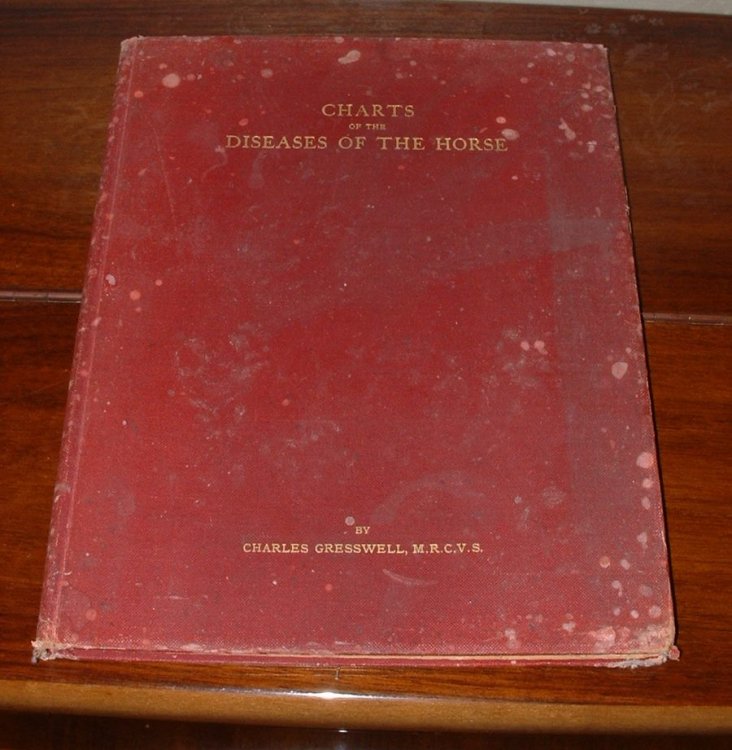 CHARTS
OF THE
DISEASES OF THE HORSE
BY
CHARLES GRESSWELL, M.R.C.V.S.